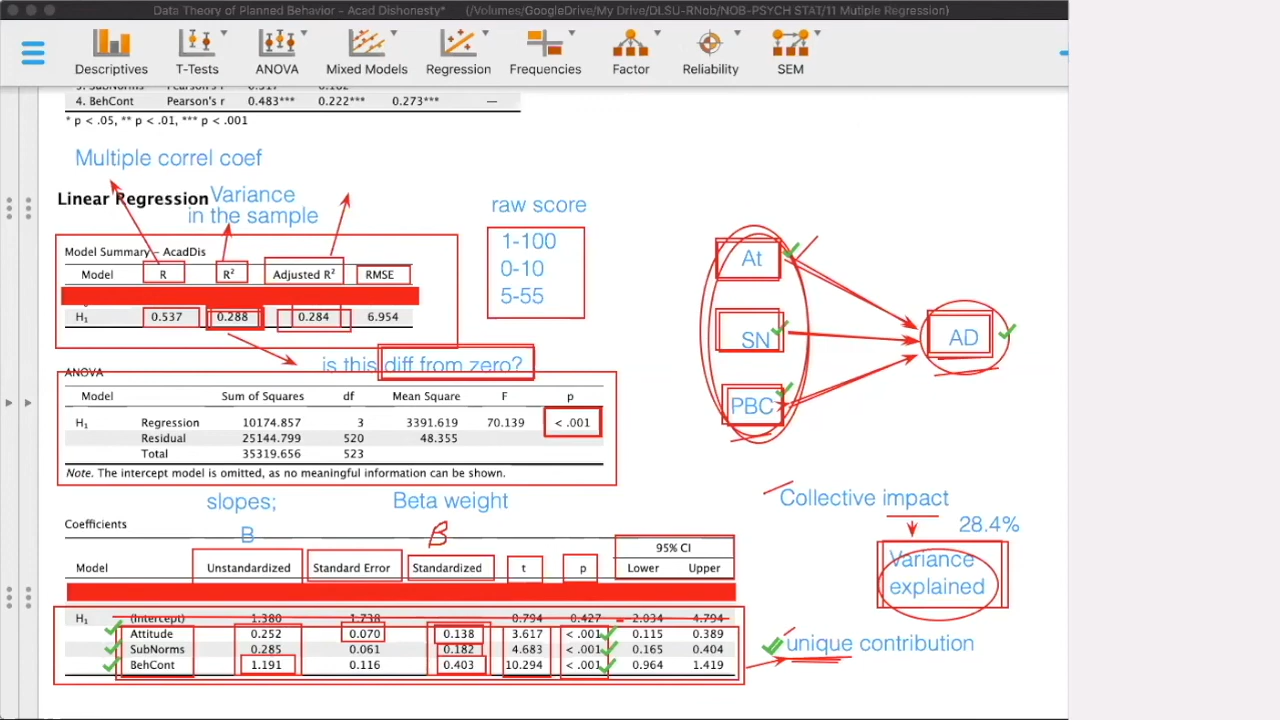 Data Theory of Planned Behavior - Acad Dishonesty* (/Volumes/GoogleDrive/My Drive/DLSU-RNob/NOB-PSYCH STAT/11 Mutiple Regression)
Descriptives T-Tests ANOVA Mixed Models Regression Frequencies Factor Reliability SEM
4. BehCont Pearson's r 0.483*** 0.222*** 0.273*** —
* p < .05, ** p < .01, *** p < .001
Multiple correl coef
Linear Regression
Variance
in the sample
raw score
1-100
0-10
5-55
Model Summary - AcadDis
Model R R² Adjusted R² RMSE
H₁ 0.537 0.288 0.284 6.954
is this diff from zero?
ANOVA
Model Sum of Squares df Mean Square F p
H₁ Regression 10174.857 3 3391.619 70.139 < .001
Residual 25144.799 520 48.355
Total 35319.656 523
Note. The intercept model is omitted, as no meaningful information can be shown.
slopes;
B
Beta weight
β
Coefficients
95% CI
Model Unstandardized Standard Error Standardized t p Lower Upper
H₁ (Intercept) 1.380 1.738 0.794 0.427 -2.034 4.794
Attitude 0.252 0.070 0.138 3.617 < .001 0.115 0.389
SubNorms 0.285 0.061 0.182 4.683 < .001 0.165 0.404
BehCont 1.191 0.116 0.403 10.294 < .001 0.964 1.419
At
SN
PBC
AD
Collective impact
28.4%
Variance
explained
unique contribution